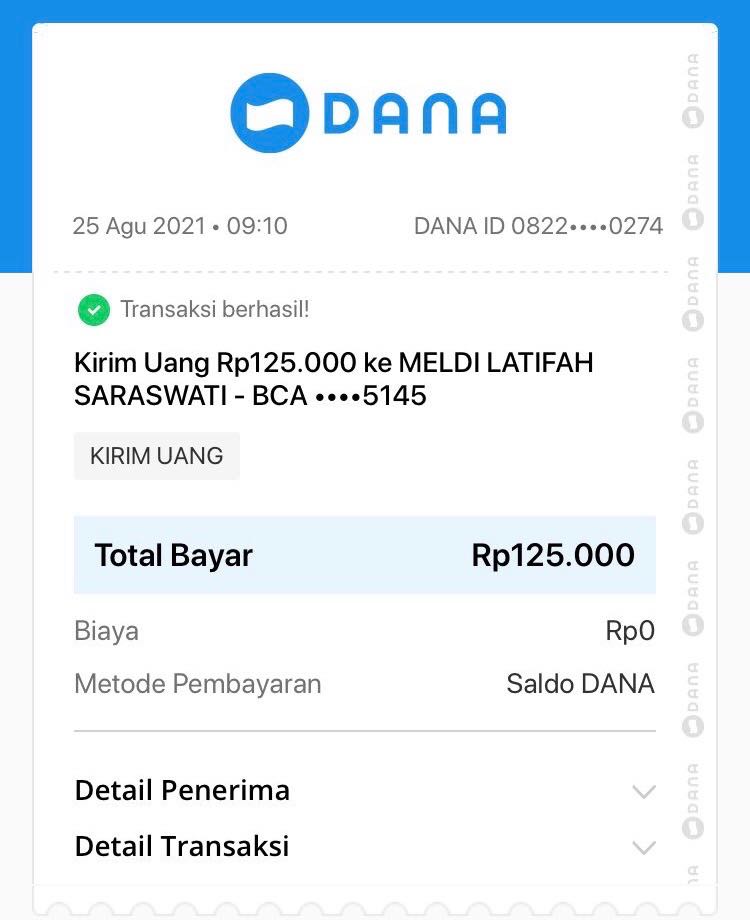 DANA
25 Agu 2021 • 09:10
DANA ID 0822••••0274
Transaksi berhasil!
Kirim Uang Rp125.000 ke MELDI LATIFAH
SARASWATI - BCA ••••5145
KIRIM UANG
Total Bayar Rp125.000
Biaya Rp0
Metode Pembayaran Saldo DANA
Detail Penerima
Detail Transaksi
DANA
DANA
DANA
DANA
DANA
DANA
DANA
DANA
NA